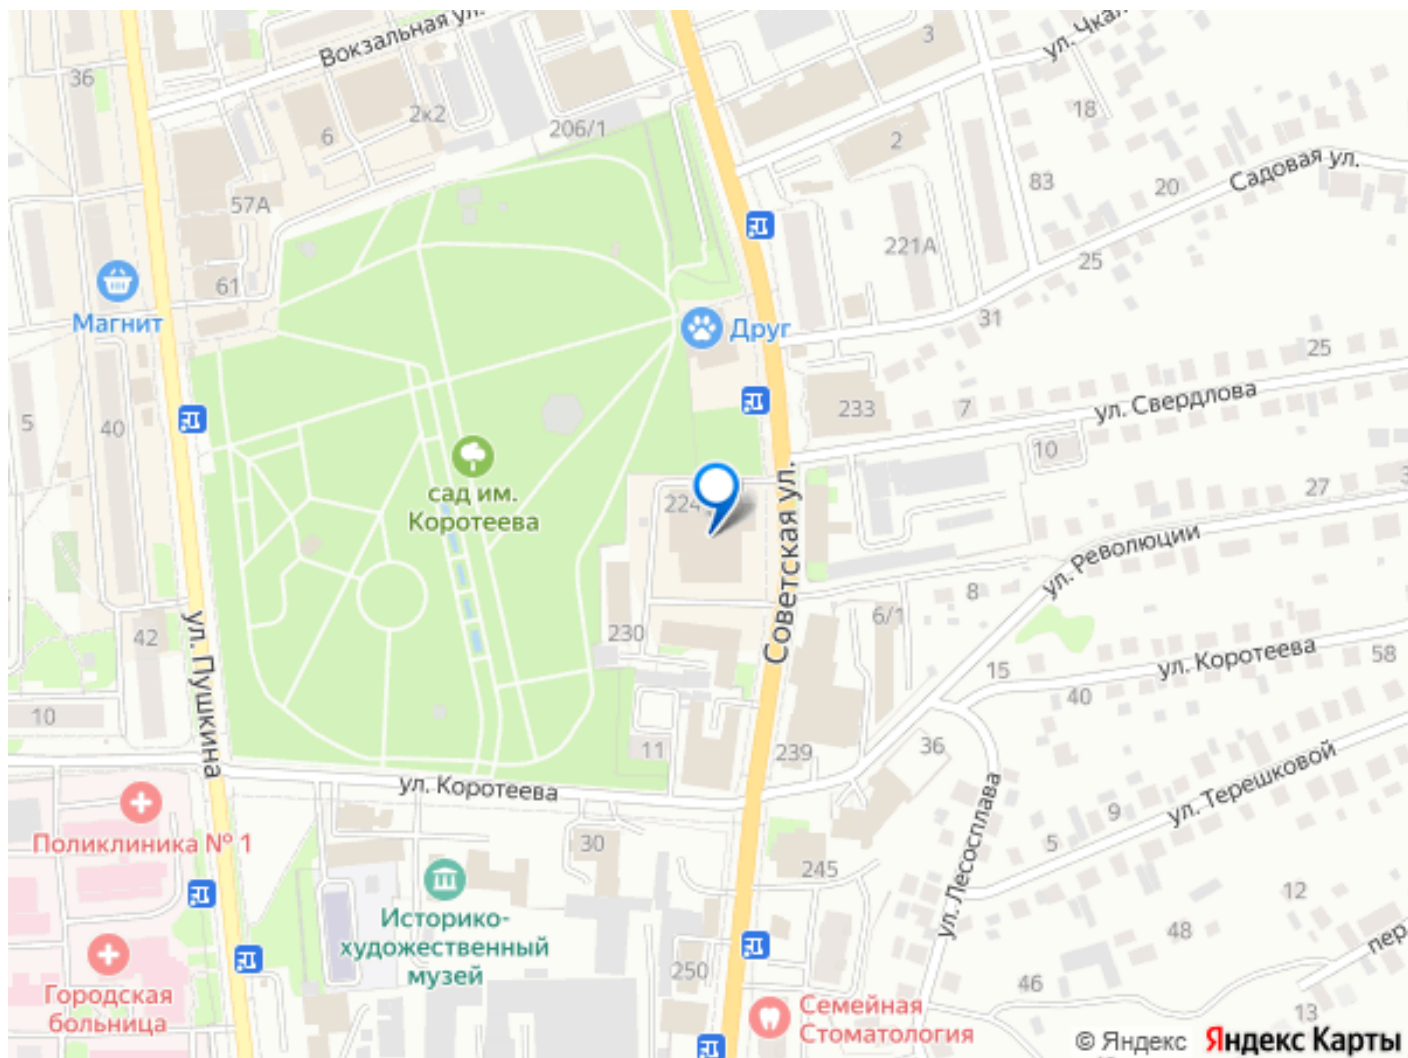 Вокзальная ул.
ул. Чкал
3
36
2к2
18
6
206/1
2
83
20
Садовая ул.
57А
221А
25
61
Магнит
Друг
31
25
5
40
233
7
ул. Свердлова
10
сад им.
Коротеева
224
27
3
Советская ул.
ул. Революции
8
6/1
42
ул. Пушкина
230
15
ул. Коротеева
58
40
10
11
239
36
ул. Коротеева
ул. Терешковой
Поликлиника № 1
30
9
5
245
ул. Лесосплава
12
Историко-
художественный
музей
48
пер.
250
46
Городская
больница
Семейная
Стоматология
13
© Яндекс Яндекс Карты